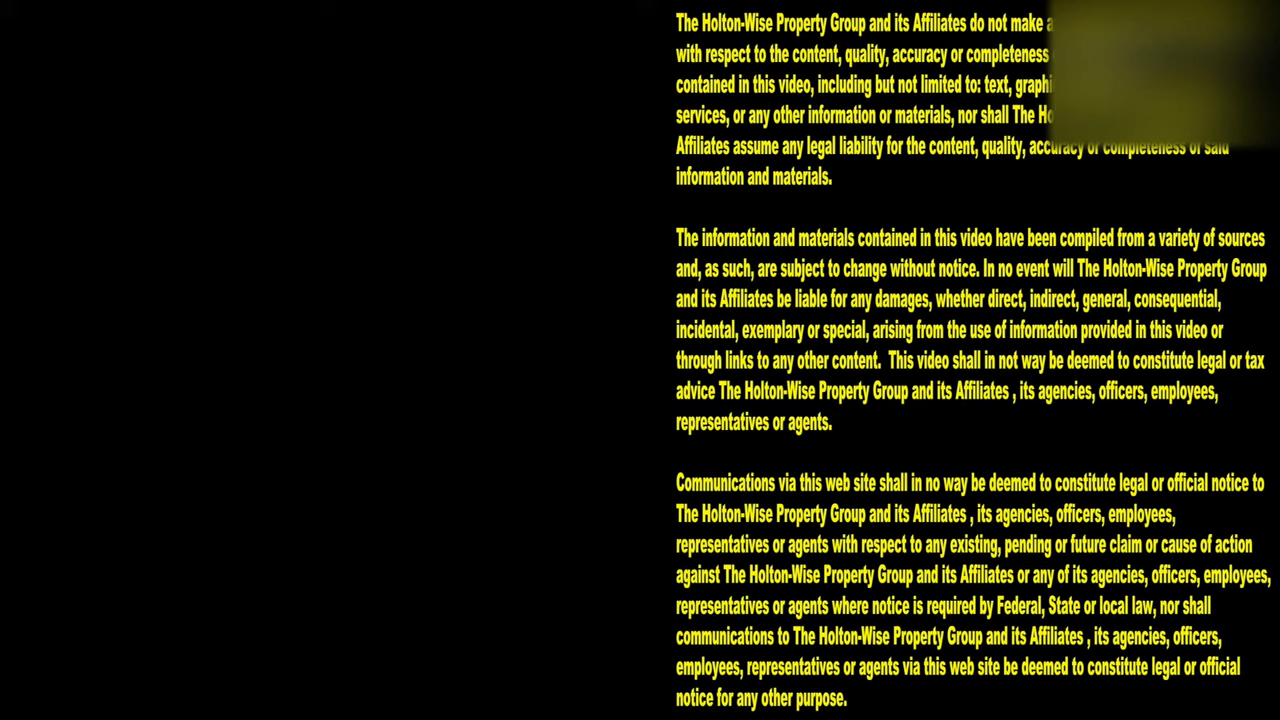 The Holton-Wise Property Group and its Affiliates do not make
with respect to the content, quality, accuracy or completeness
contained in this video, including but not limited to: text,
services, or any other information or materials, nor shall The
Affiliates assume any legal liability for the content, quality, accuracy or completeness of said
information and materials.
The information and materials contained in this video have been compiled from a variety of sources
and, as such, are subject to change without notice. In no event will The Holton-Wise Property Group
and its Affiliates be liable for any damages, whether direct, indirect, general, consequential,
incidental, exemplary or special, arising from the use of information provided in this video or
through links to any other content. This video shall in not way be deemed to constitute legal or tax
advice The Holton-Wise Property Group and its Affiliates , its agencies, officers, employees,
representatives or agents.
Communications via this web site shall in no way be deemed to constitute legal or official notice to
The Holton-Wise Property Group and its Affiliates , its agencies, officers, employees,
representatives or agents with respect to any existing, pending or future claim or cause of action
against The Holton-Wise Property Group and its Affiliates or any of its agencies, officers, employees,
representatives or agents where notice is required by Federal, State or local law, nor shall
communications to The Holton-Wise Property Group and its Affiliates , its agencies, officers,
employees, representatives or agents via this web site be deemed to constitute legal or official
notice for any other purpose.